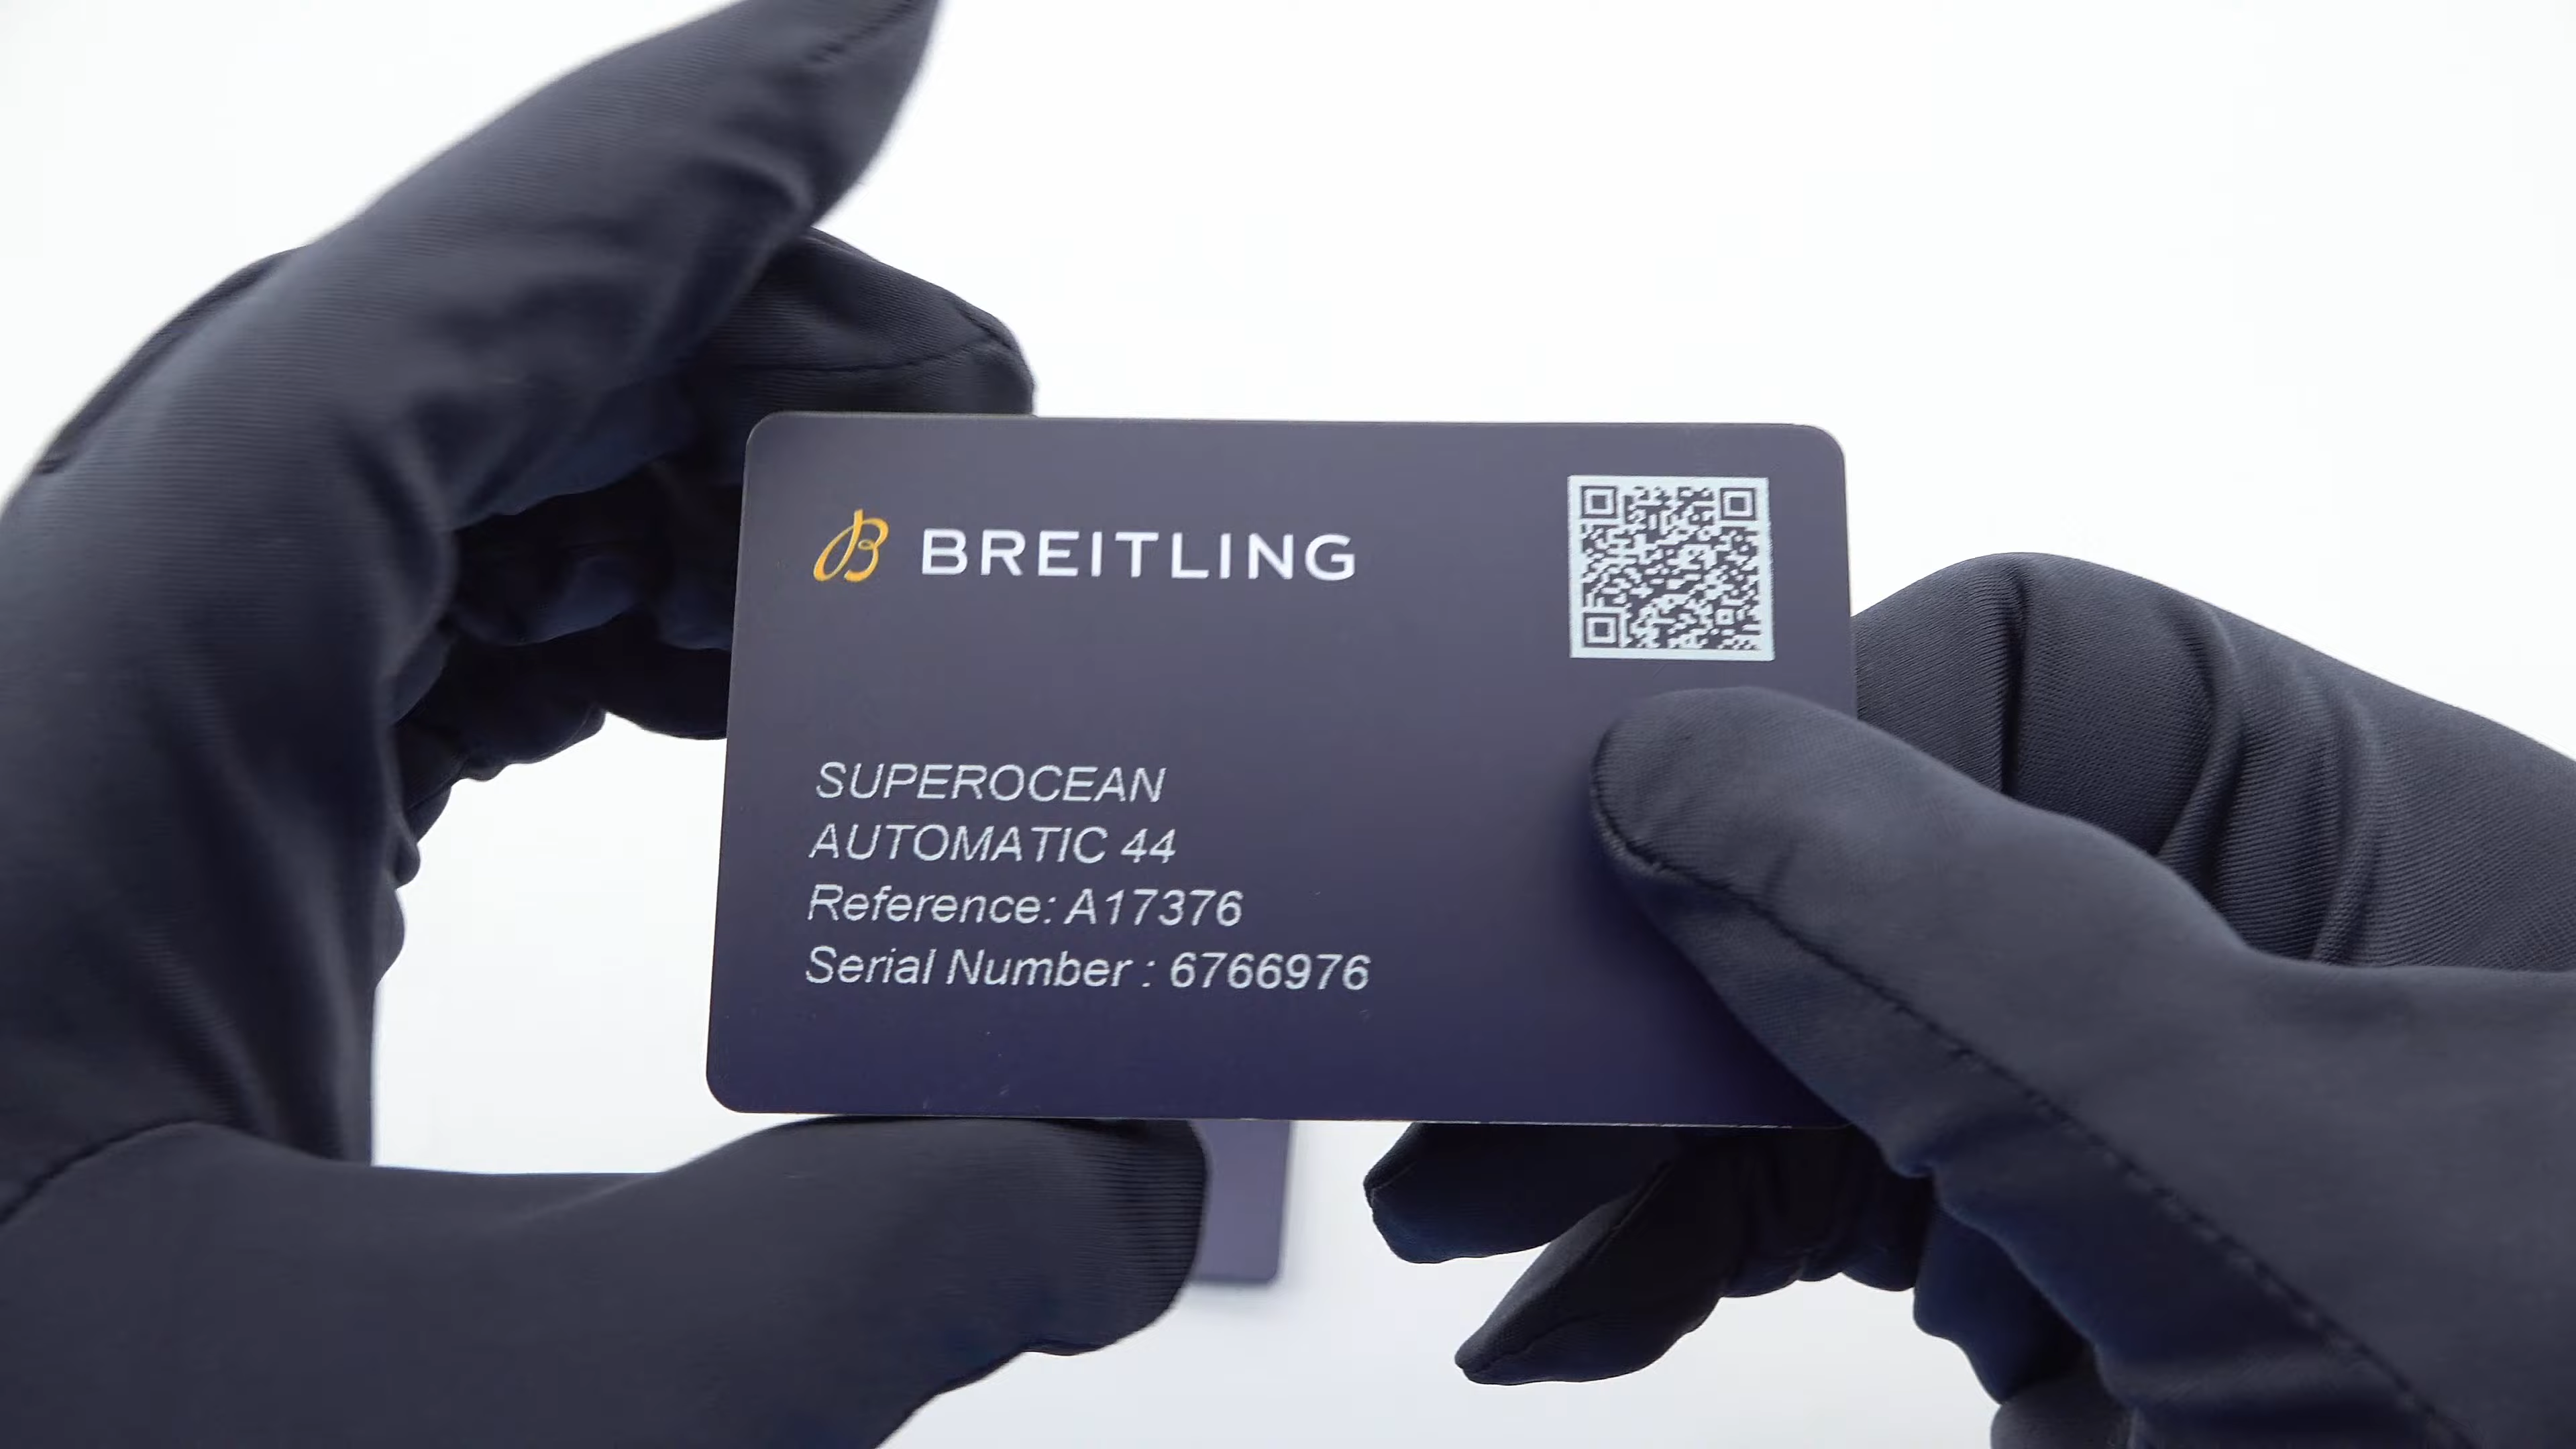 BREITLING
SUPEROCEAN
AUTOMATIC 44
Reference: A17376
Serial Number : 6766976